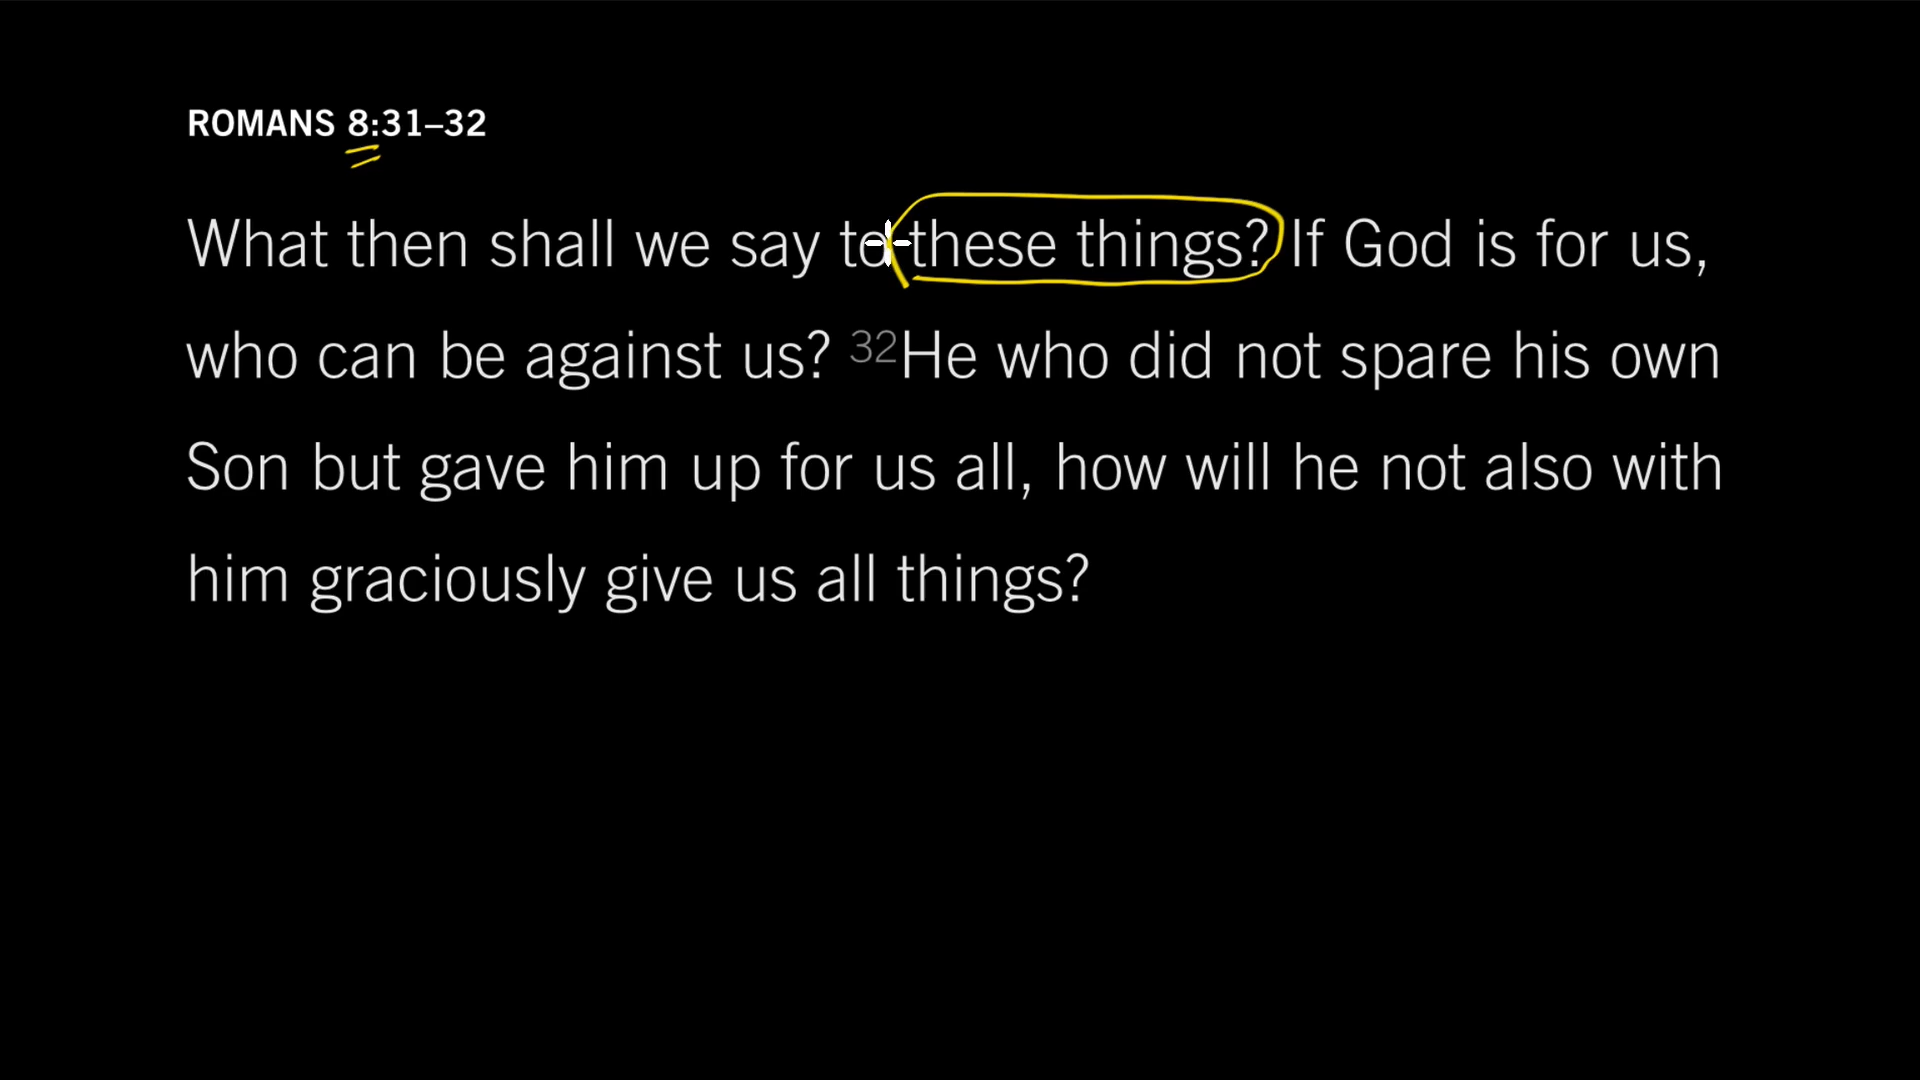 ROMANS 8:31–32
What then shall we say to these things? If God is for us,
who can be against us? 32He who did not spare his own
Son but gave him up for us all, how will he not also with
him graciously give us all things?